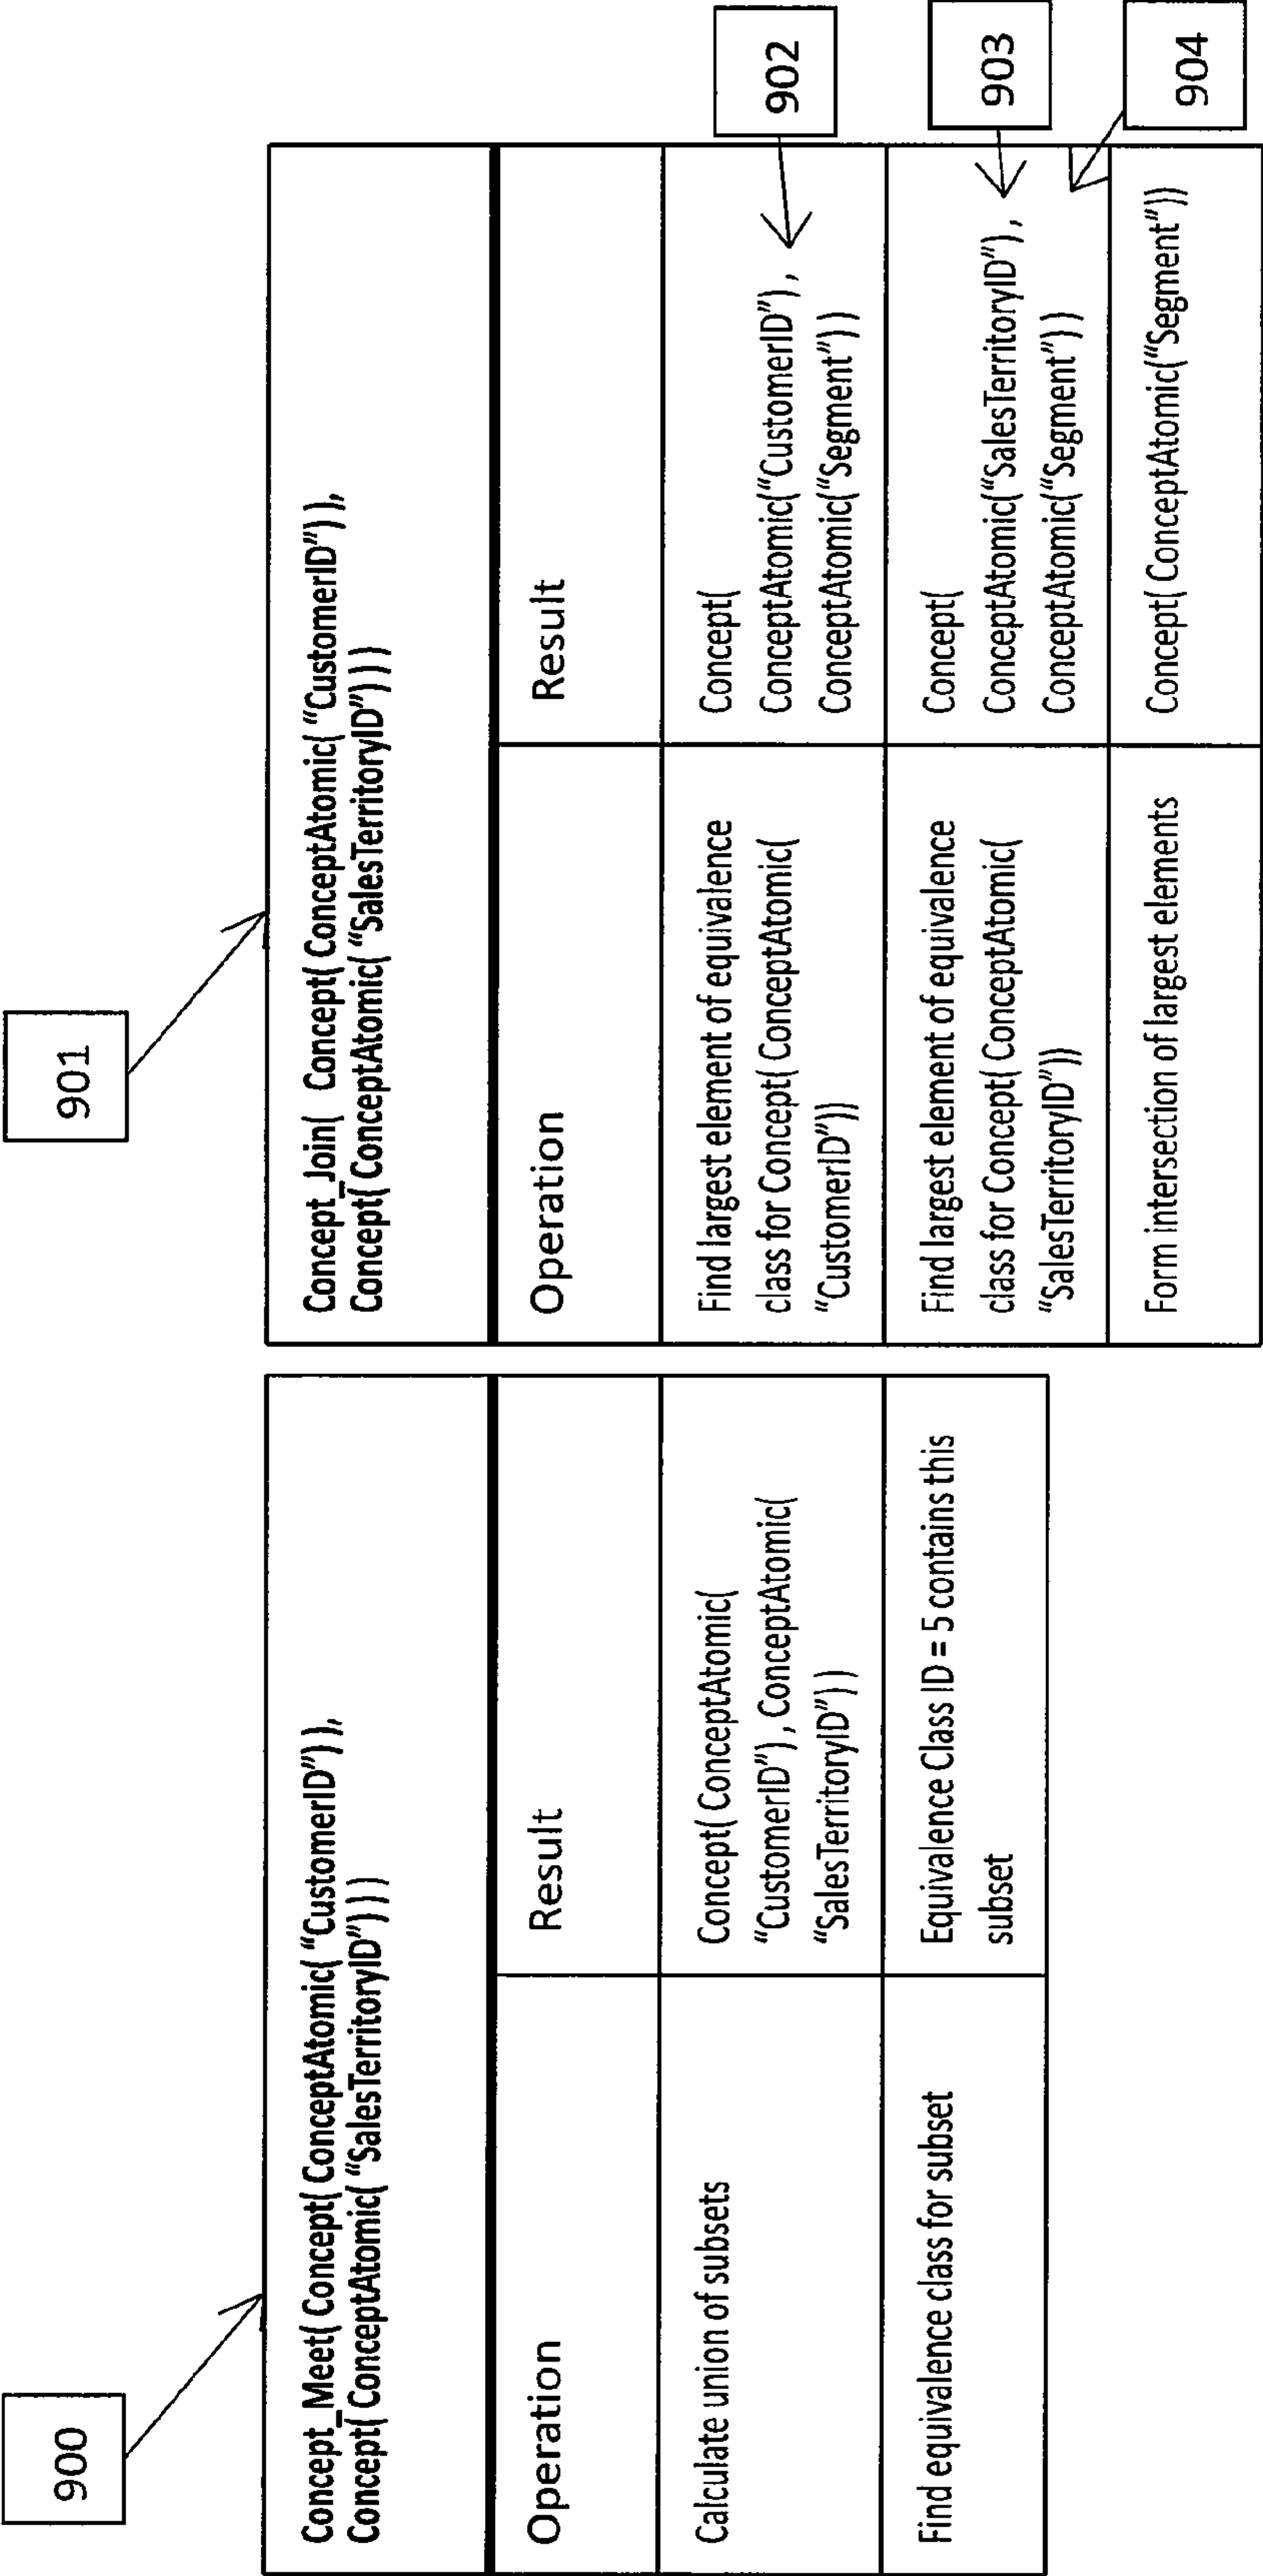 900
Concept_Meet( Concept( ConceptAtomic( “CustomerID”) ),
Concept( ConceptAtomic( “SalesTerritoryID”) ) )
Operation
Result
Calculate union of subsets
Concept( ConceptAtomic(
“CustomerID”) , ConceptAtomic(
“SalesTerritoryID”) )
Find equivalence class for subset
Equivalence Class ID = 5 contains this
subset
901
Concept_Join( Concept( ConceptAtomic( “CustomerID”) ),
Concept( ConceptAtomic( “SalesTerritoryID”) ) )
Operation
Result
Find largest element of equivalence
class for Concept( ConceptAtomic(
“CustomerID”))
Concept(
ConceptAtomic(“CustomerID”) ,
ConceptAtomic(“Segment”) )
902
Find largest element of equivalence
class for Concept( ConceptAtomic(
“SalesTerritoryID”))
Concept(
ConceptAtomic(“SalesTerritoryID”) ,
ConceptAtomic(“Segment”) )
903
Form intersection of largest elements
Concept( ConceptAtomic(“Segment”))
904